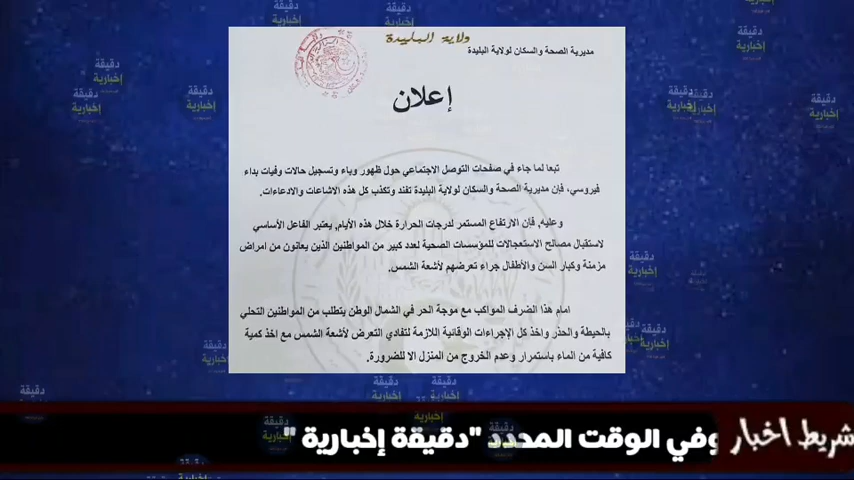 ولاية البليدة
مديرية الصحة والسكان لولاية البليدة
إعلان
تبعا لما جاء في صفحات التوصل الاجتماعي حول ظهور وباء وتسجيل حالات وفيات بداء
فيروسي، فإن مديرية الصحة والسكان لولاية البليدة تفند وتكذب كل هذه الاشاعات والادعاءات.
وعليه, فإن الارتفاع المستمر لدرجات الحرارة خلال هذه الأيام, يعتبر الفاعل الأساسي
لاستقبال مصالح الاستعجالات للمؤسسات الصحية لعدد كبير من المواطنين الذين يعانون من امراض
مزمنة وكبار السن والأطفال جراء تعرضهم لأشعة الشمس.
امام هذا الضرف المواكب مع موجة الحر في الشمال الوطن يتطلب من المواطنين التحلي
بالحيطة والحذر واخذ كل الإجراءات الوقائية اللازمة لتفادي التعرض لأشعة الشمس مع اخذ كمية
كافية من الماء باستمرار وعدم الخروج من المنزل الا للضرورة.
شريط اخبار
وفي الوقت المحدد "دقيقة إخبارية "
دقيقة
إخبارية